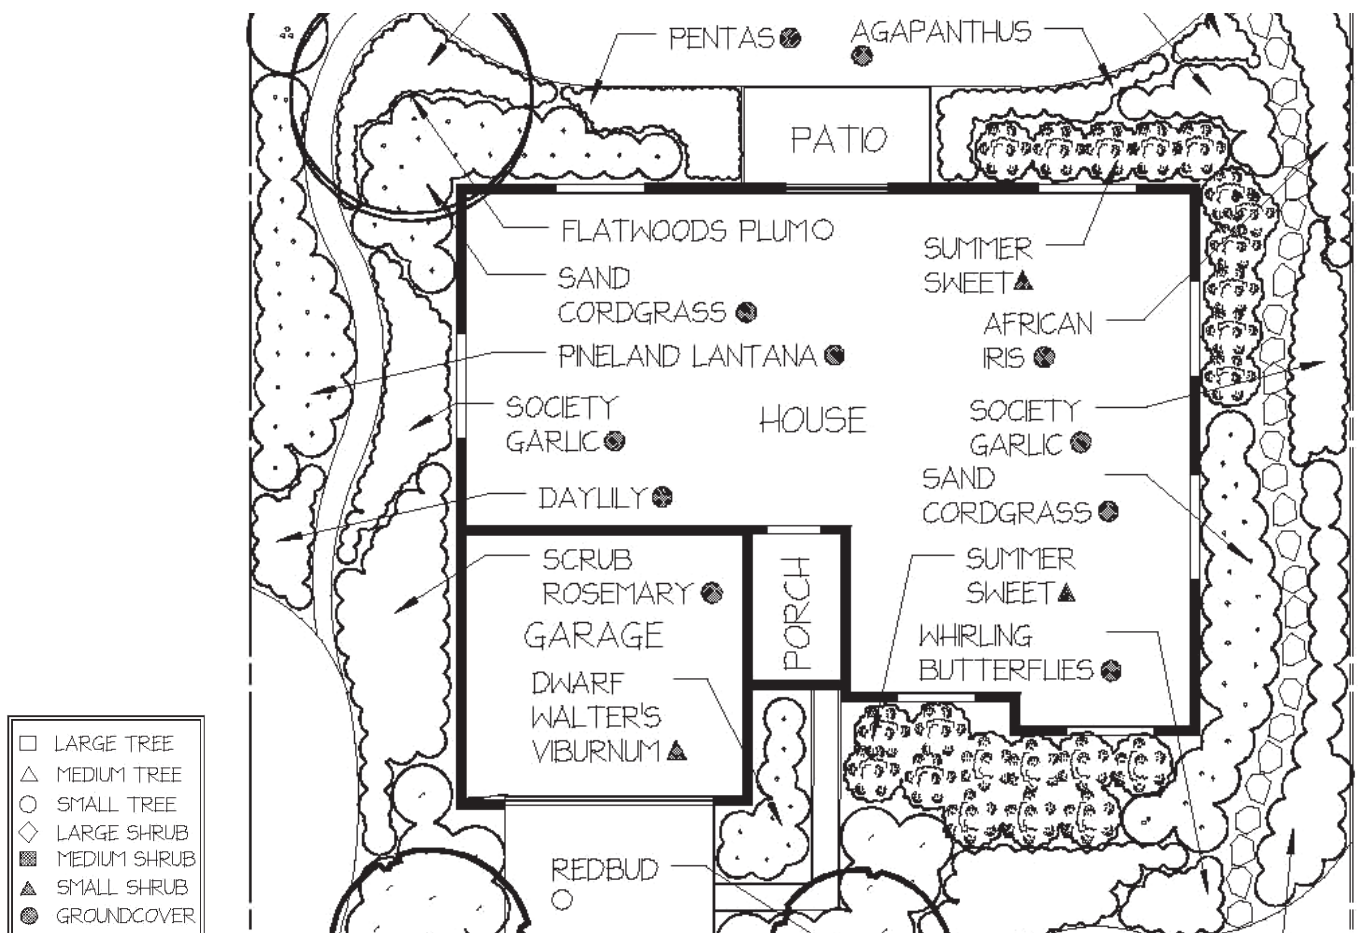 PENTAS
AGAPANTHUS
PATIO
FLATWOODS PLUM
SAND
CORDGRASS
PINELAND LANTANA
SOCIETY
GARLIC
DAYLILY
SUMMER
SWEET
AFRICAN
IRIS
HOUSE
SOCIETY
GARLIC
SAND
CORDGRASS
SUMMER
SWEET
WHIRLING
BUTTERFLIES
SCRUB
ROSEMARY
GARAGE
PORCH
DWARF
WALTER'S
VIBURNUM
REDBUD
LARGE TREE
MEDIUM TREE
SMALL TREE
LARGE SHRUB
MEDIUM SHRUB
SMALL SHRUB
GROUNDCOVER